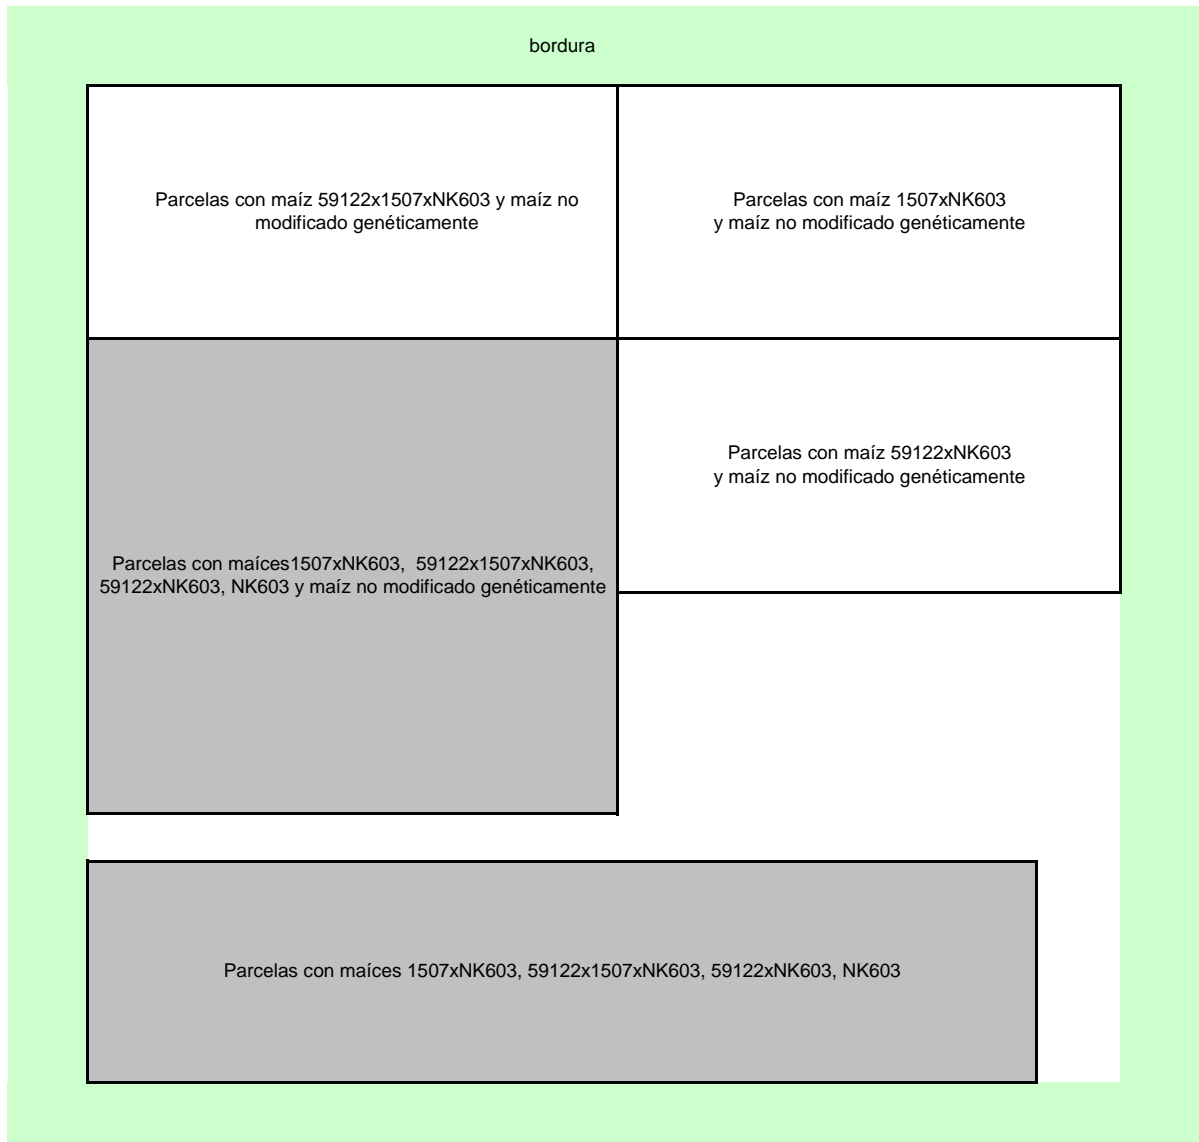 bordura
Parcelas con maíz 59122x1507xNK603 y maíz no
modificado genéticamente
Parcelas con maíz 1507xNK603
y maíz no modificado genéticamente
Parcelas con maíz 59122xNK603
y maíz no modificado genéticamente
Parcelas con maíces1507xNK603,  59122x1507xNK603,
59122xNK603, NK603 y maíz no modificado genéticamente
Parcelas con maíces 1507xNK603, 59122x1507xNK603, 59122xNK603, NK603